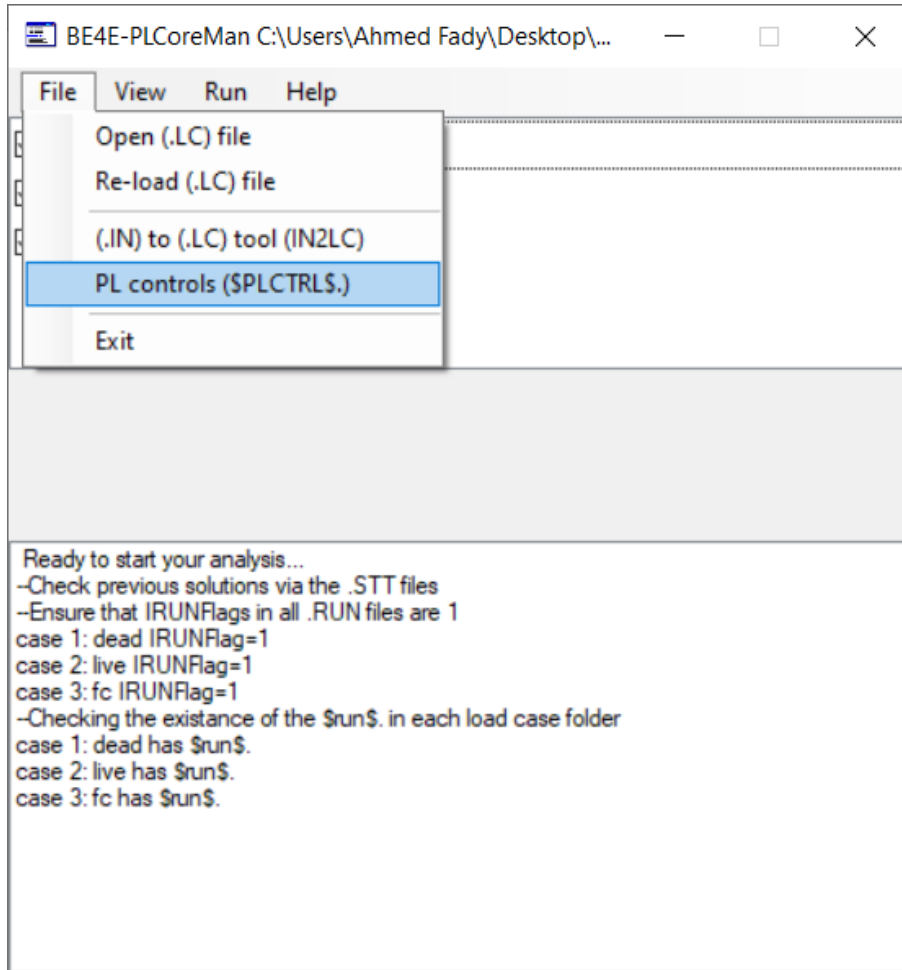 BE4E-PLCoreMan C:\Users\Ahmed Fady\Desktop\...
File View Run Help
Open (.LC) file
Re-load (.LC) file
(.IN) to (.LC) tool (IN2LC)
PL controls ($PLCTRL$.)
Exit
Ready to start your analysis...
--Check previous solutions via the .STT files
--Ensure that IRUNFlags in all .RUN files are 1
case 1: dead IRUNFlag=1
case 2: live IRUNFlag=1
case 3: fc IRUNFlag=1
--Checking the existance of the $run$. in each load case folder
case 1: dead has $run$.
case 2: live has $run$.
case 3: fc has $run$.